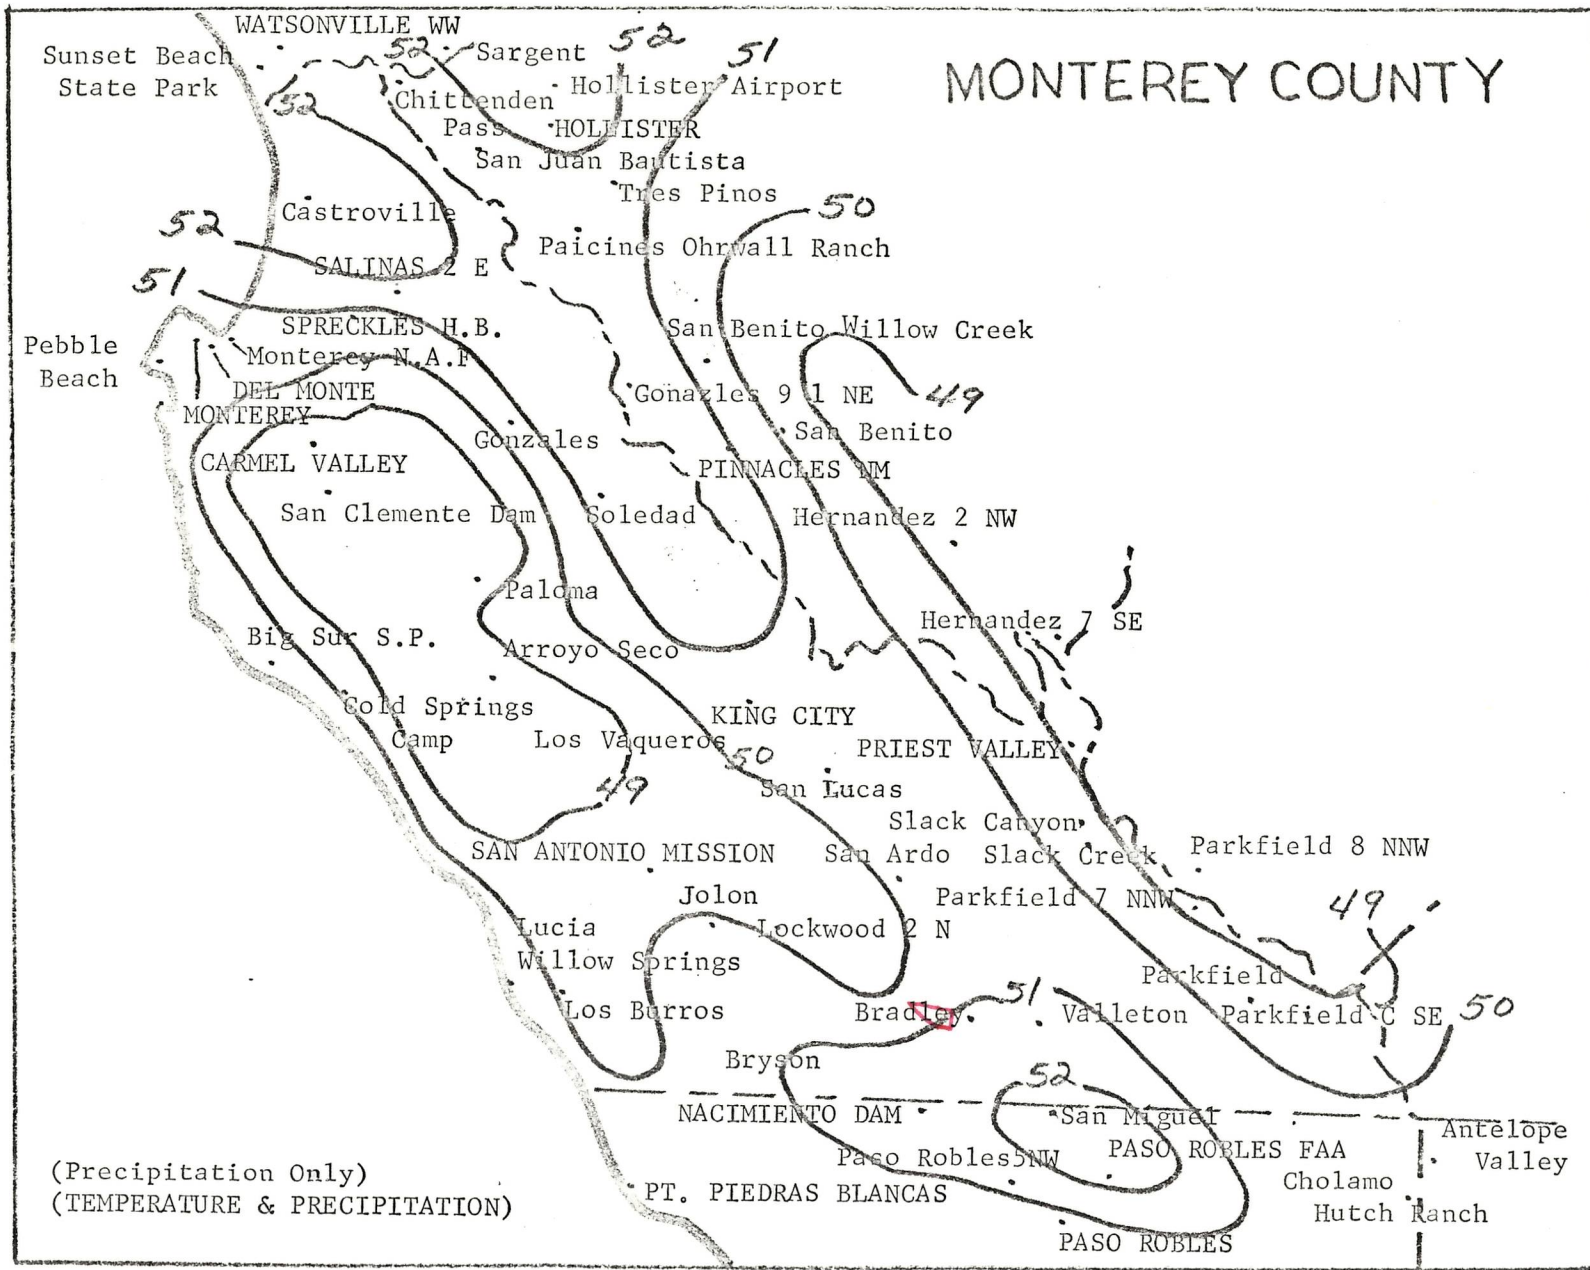 MONTEREY COUNTY
WATSONVILLE WW
Sunset Beach
State Park
52
Sargent
52
51
52
Chittenden
Pass
Hollister Airport
HOLLISTER
San Juan Bautista
Tres Pinos
Castroville
52
50
Paicines Ohrwall Ranch
SALINAS 2 E
51
SPRECKLES H.B.
San Benito Willow Creek
Pebble
Beach
Monterey N.A.F
DEL MONTE
MONTEREY
Gonazles 9 1 NE
49
Gonzales
San Benito
CARMEL VALLEY
PINNACLES NM
San Clemente Dam
Soledad
Hernandez 2 NW
Paloma
Hernandez 7 SE
Big Sur S.P.
Arroyo Seco
Cold Springs
Camp
KING CITY
Los Vaqueros
50
PRIEST VALLEY
49
San Lucas
Slack Canyon
SAN ANTONIO MISSION
San Ardo
Slack Creek
Parkfield 8 NNW
Jolon
Parkfield 7 NNW
49
Lucia
Lockwood 2 N
Willow Springs
Parkfield
Los Burros
Bradley
51
Valleton
Parkfield C SE
50
Bryson
52
NACIMIENTO DAM
San Miguel
Antelope
Valley
Paso Robles5NW
PASO ROBLES FAA
Cholamo
(Precipitation Only)
(TEMPERATURE & PRECIPITATION)
PT. PIEDRAS BLANCAS
Hutch Ranch
PASO ROBLES